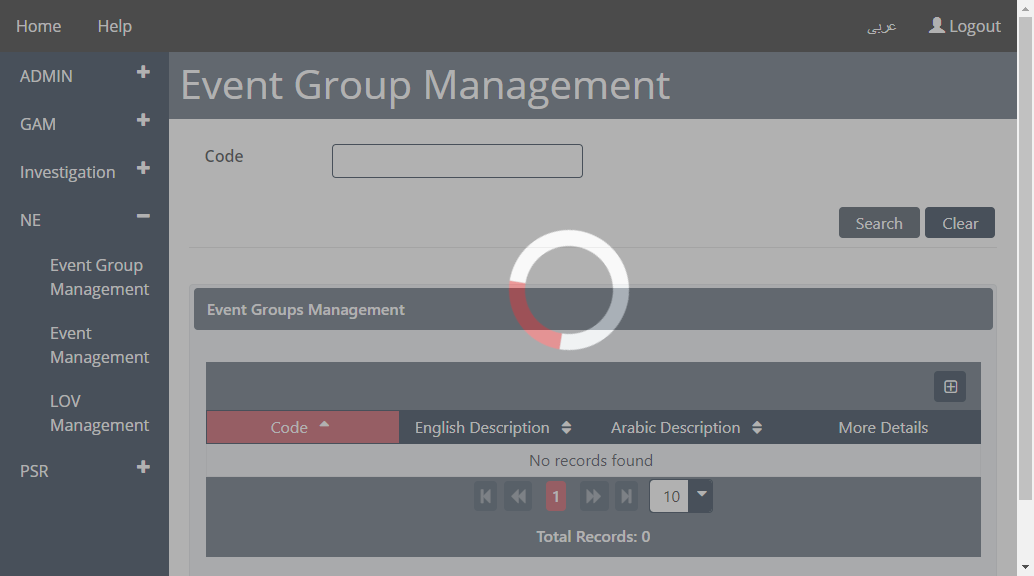 Home Help عربى Logout
ADMIN
GAM
Investigation
NE
Event Group
Management
Event
Management
LOV
Management
PSR
Event Group Management
Code
Search Clear
Event Groups Management
Code English Description Arabic Description More Details
No records found
1 10
Total Records: 0